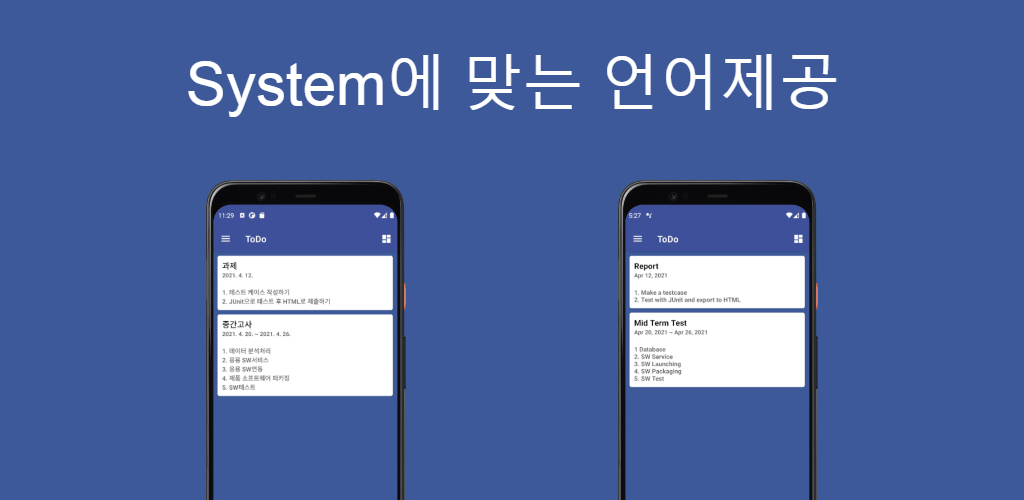 System에 맞는 언어제공
11:29
ToDo
과제
2021. 4. 12.
1. 테스트 케이스 작성하기
2. JUnit으로 테스트 후 HTML로 제출하기
중간고사
2021. 4. 20. ~ 2021. 4. 26.
1. 데이터 분석처리
2. 응용 SW서비스
3. 응용 SW연동
4. 제품 소프트웨어 패키징
5. SW테스트
5:27
ToDo
Report
Apr 12, 2021
1. Make a testcase
2. Test with JUnit and export to HTML
Mid Term Test
Apr 20, 2021 ~ Apr 26, 2021
1 Database
2. SW Service
3. SW Launching
4. SW Packaging
5. SW Test